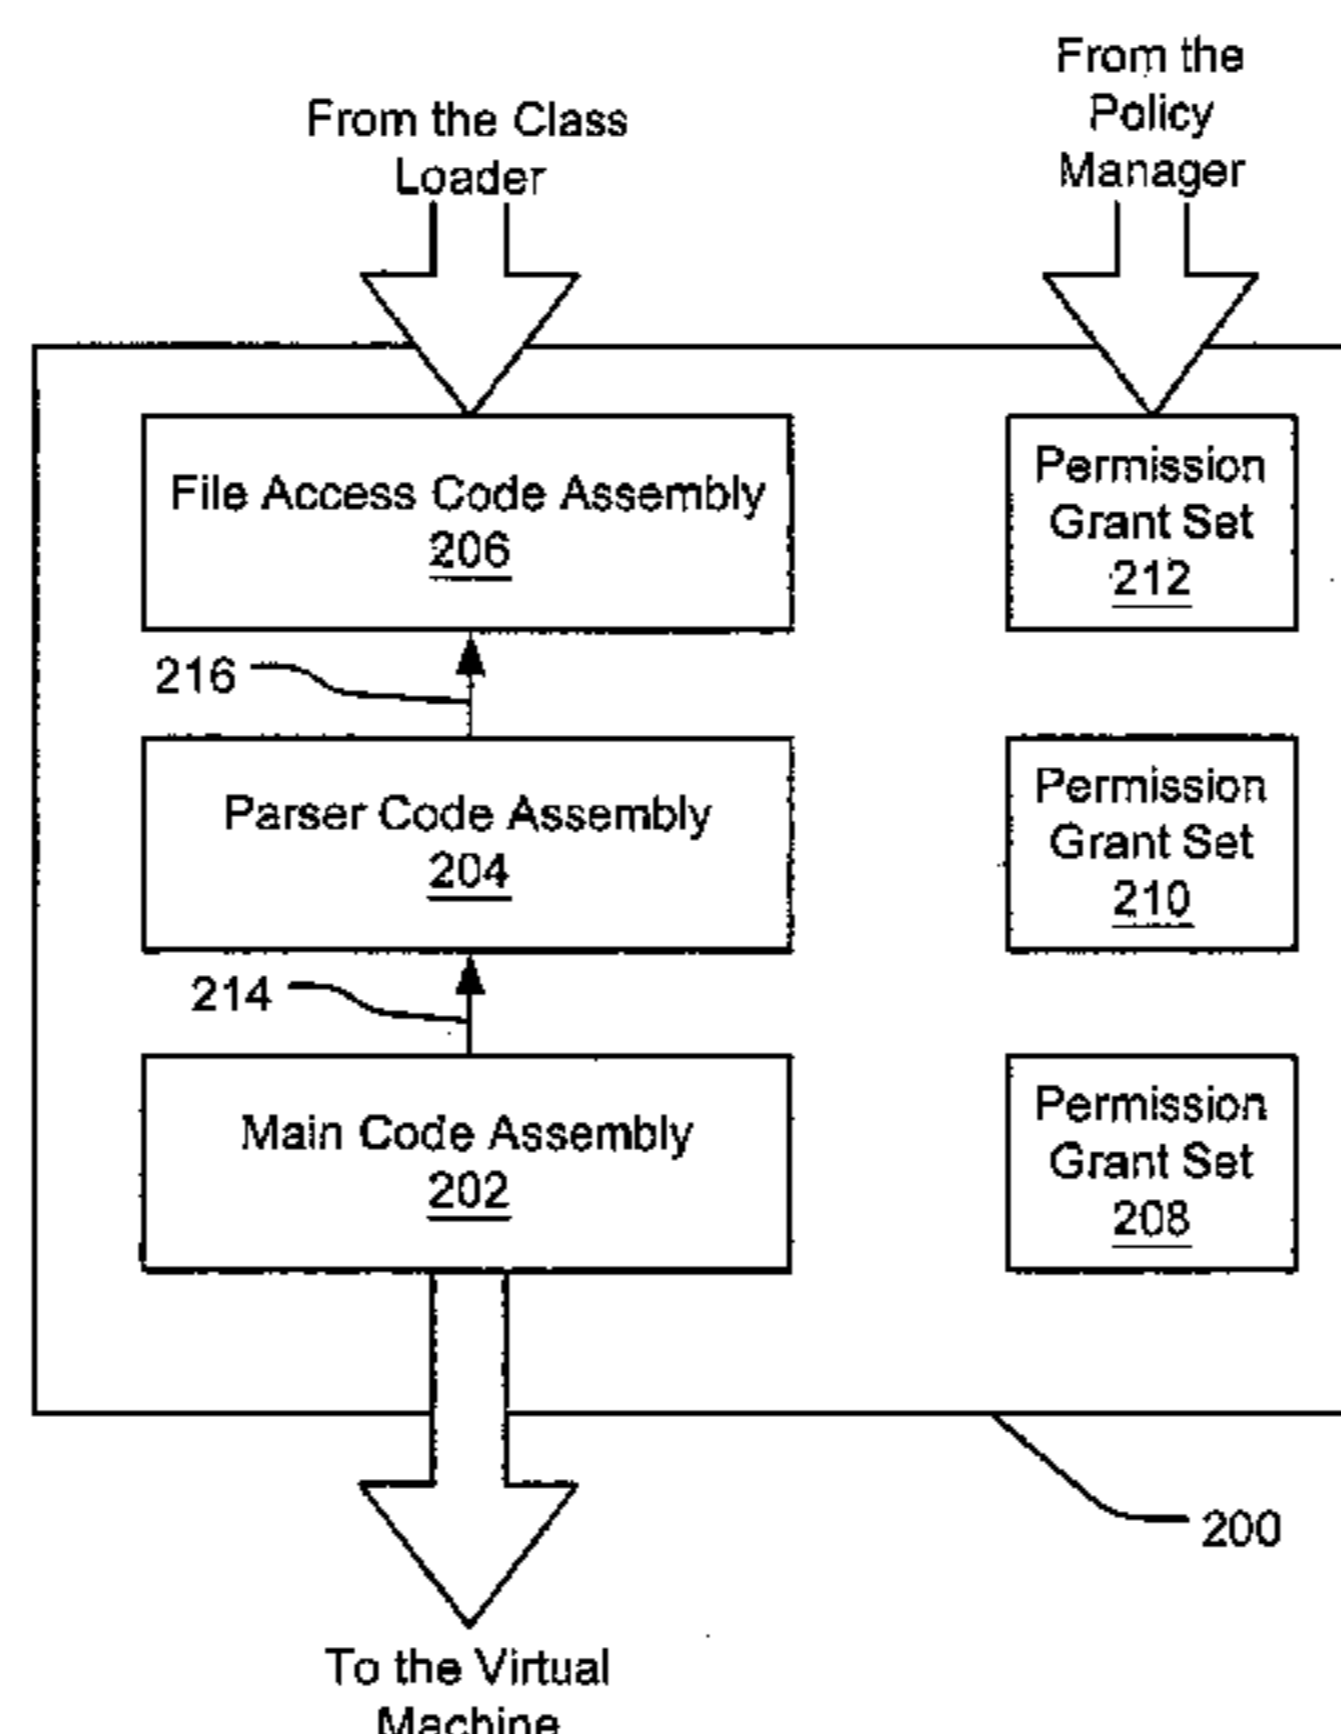 From the Class
Loader
From the
Policy
Manager
File Access Code Assembly
206
Permission
Grant Set
212
216
Parser Code Assembly
204
Permission
Grant Set
210
214
Main Code Assembly
202
Permission
Grant Set
208
200
To the Virtual
Machine